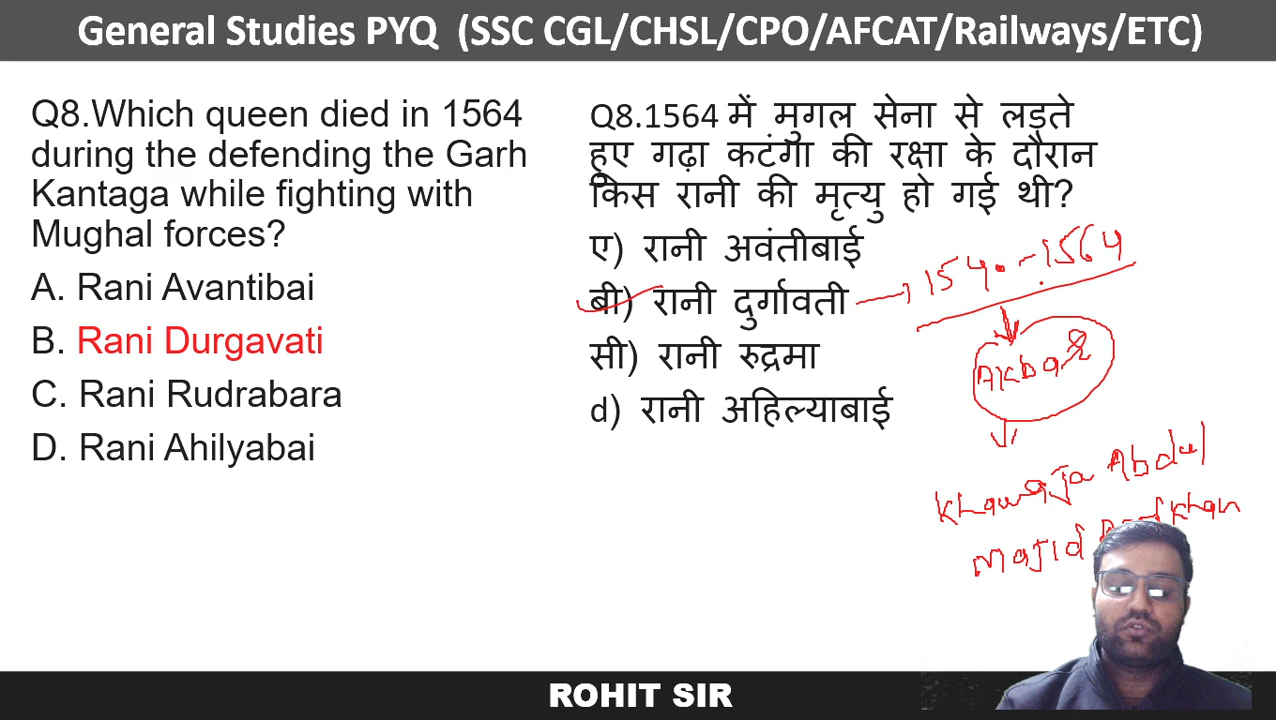 General Studies PYQ (SSC CGL/CHSL/CPO/AFCAT/Railways/ETC)
Q8.Which queen died in 1564
during the defending the Garh
Kantaga while fighting with
Mughal forces?
A. Rani Avantibai
B. Rani Durgavati
C. Rani Rudrabara
D. Rani Ahilyabai
Q8.1564 में मुगल सेना से लड़ते
हुए गढ़ा कटंगा की रक्षा के दौरान
किस रानी की मृत्यु हो गई थी?
ए) रानी अवंतीबाई
बी) रानी दुर्गावती
सी) रानी रुद्रमा
d) रानी अहिल्याबाई
1540 - 1564
Akbar
Khawaja Abdul
Majid Khan
ROHIT SIR